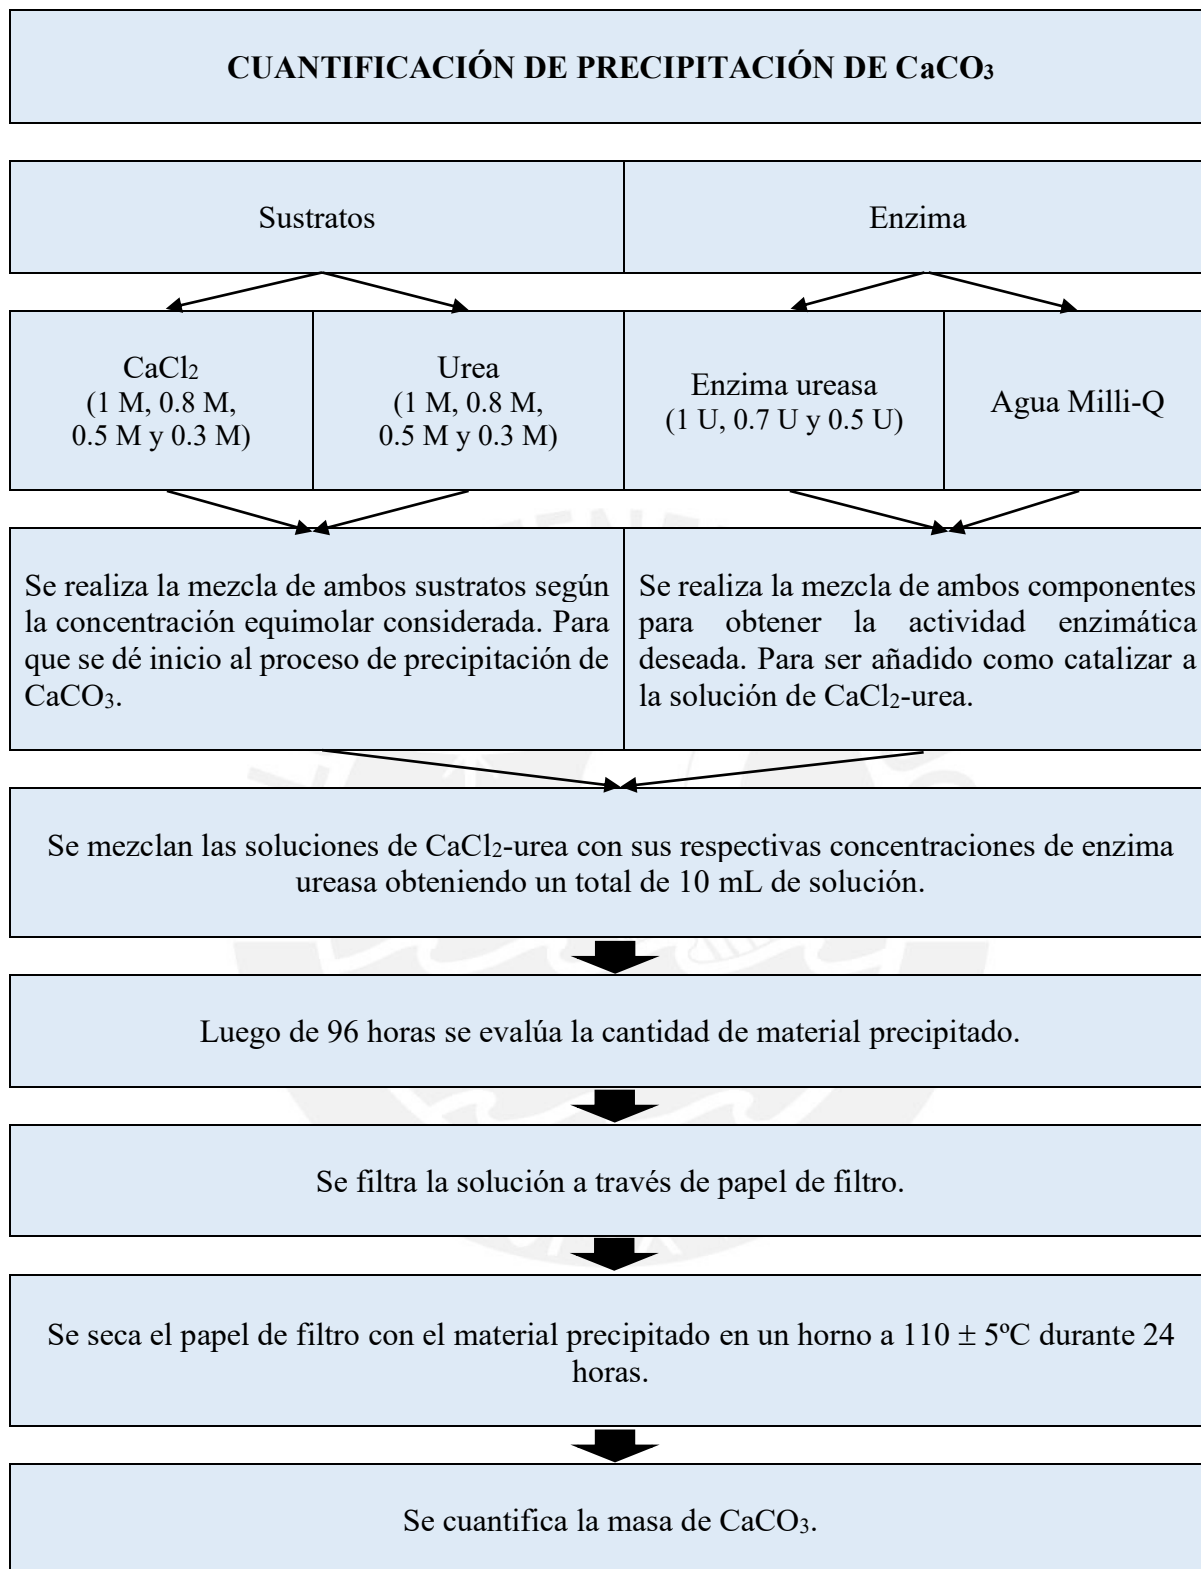 CUANTIFICACIÓN DE PRECIPITACIÓN DE CaCO₃
Sustratos
Enzima
CaCl₂
(1 M, 0.8 M,
0.5 M y 0.3 M)
Urea
(1 M, 0.8 M,
0.5 M y 0.3 M)
Enzima ureasa
(1 U, 0.7 U y 0.5 U)
Agua Milli-Q
Se realiza la mezcla de ambos sustratos según
la concentración equimolar considerada. Para
que se dé inicio al proceso de precipitación de
CaCO₃.
Se realiza la mezcla de ambos componentes
para obtener la actividad enzimática
deseada. Para ser añadido como catalizar a
la solución de CaCl₂-urea.
Se mezclan las soluciones de CaCl₂-urea con sus respectivas concentraciones de enzima
ureasa obteniendo un total de 10 mL de solución.
Luego de 96 horas se evalúa la cantidad de material precipitado.
Se filtra la solución a través de papel de filtro.
Se seca el papel de filtro con el material precipitado en un horno a 110 ± 5ºC durante 24
horas.
Se cuantifica la masa de CaCO₃.